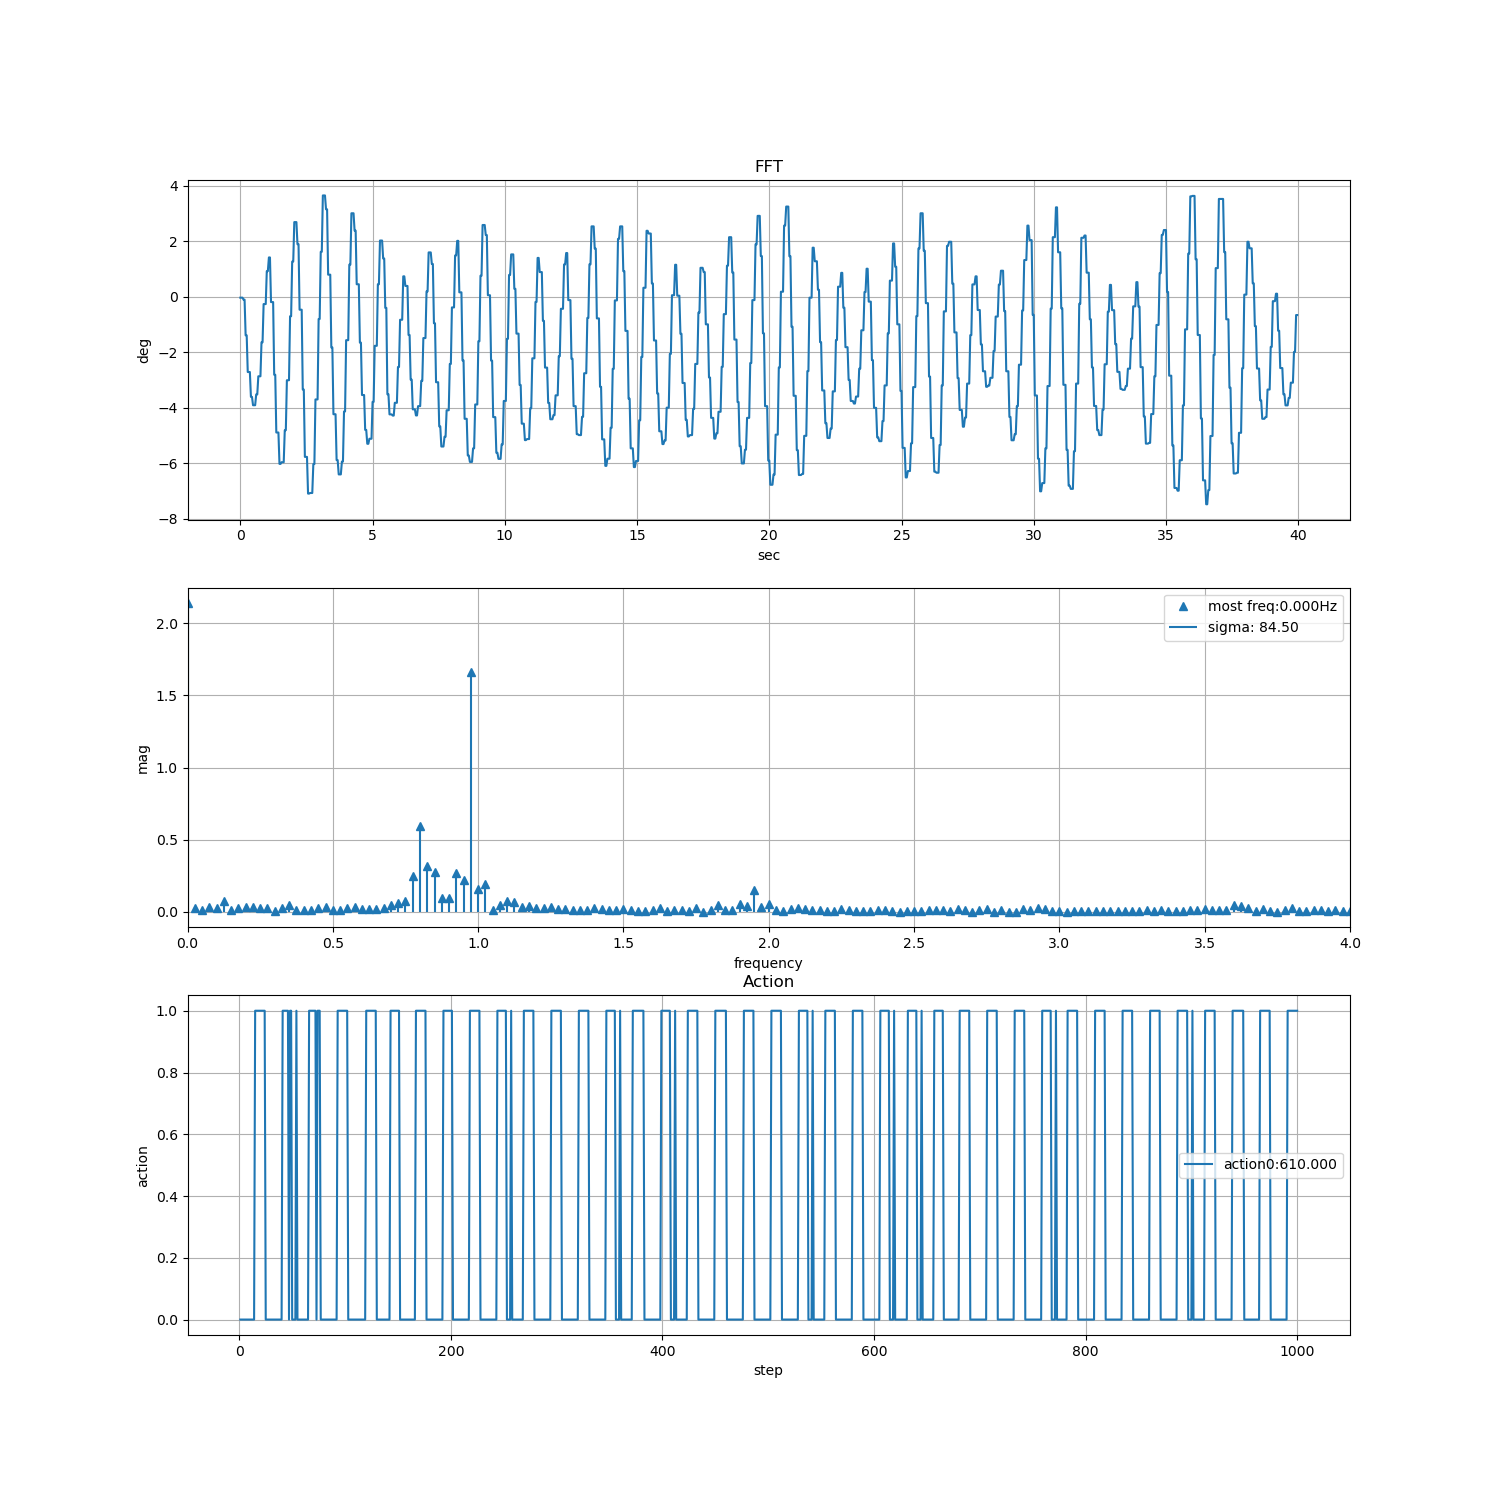 FFT
4
2
0
−2
−4
−6
−8
deg
0 5 10 15 20 25 30 35 40
sec
most freq:0.000Hz
sigma: 84.50
2.0
1.5
1.0
0.5
0.0
mag
0.0 0.5 1.0 1.5 2.0 2.5 3.0 3.5 4.0
frequency
Action
1.0
0.8
0.6
0.4
0.2
0.0
action
action0:610.000
0 200 400 600 800 1000
step